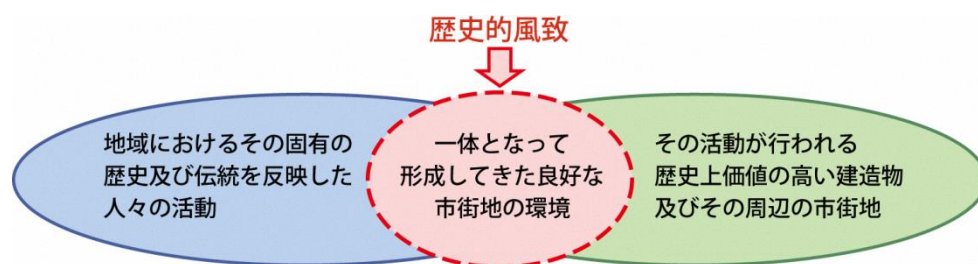 歴史的風致
地域におけるその固有の
歴史及び伝統を反映した
人々の活動
一体となって
形成してきた良好な
市街地の環境
その活動が行われる
歴史上価値の高い建造物
及びその周辺の市街地